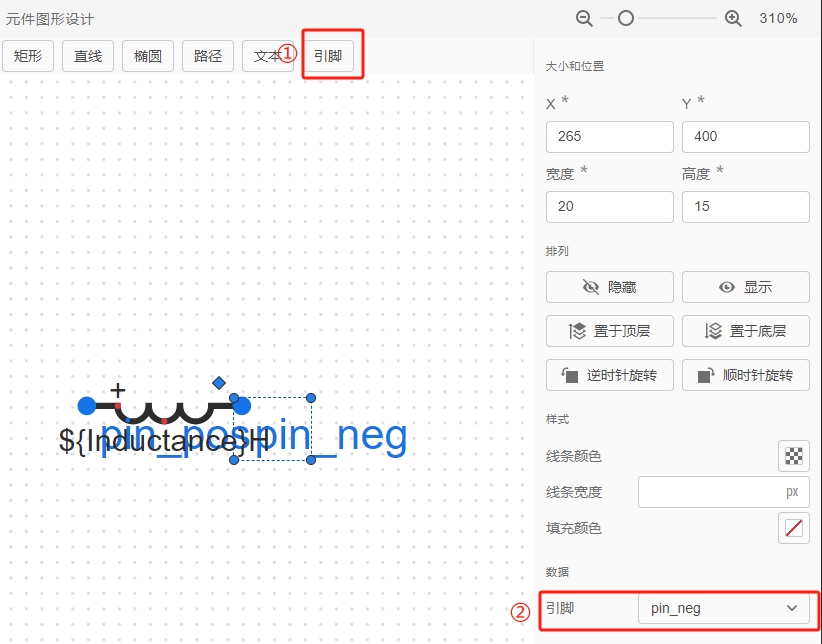 元件图形设计
310%
矩形 直线 椭圆 路径 文本 ① 引脚
大小和位置
X * Y *
265 400
宽度 * 高度 *
20 15
排列
隐藏 显示
置于顶层 置于底层
逆时针旋转 顺时针旋转
+
${Inductance}H
pin_pos
pin_neg
样式
线条颜色
线条宽度 px
填充颜色
数据
② 引脚 pin_neg